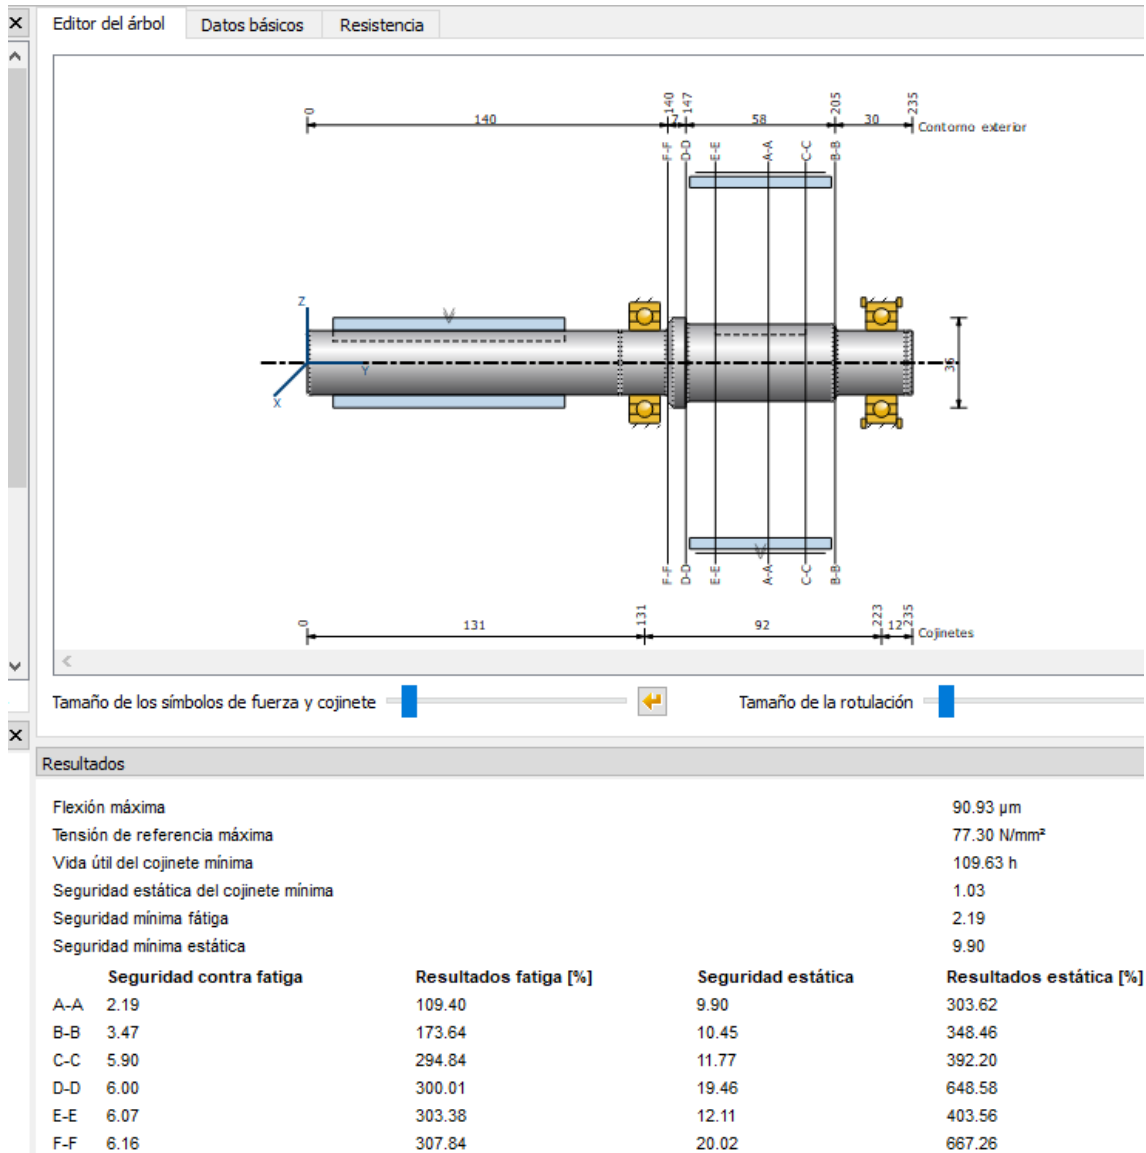 Editor del árbol Datos básicos Resistencia
0 140 147 205 235
140 7 58 30 Contorno exterior
F-F D-D E-E A-A C-C B-B
Z
Y
X
36
F-F D-D E-E A-A C-C B-B
0 131 223 235
131 92 12 Cojinetes
Tamaño de los símbolos de fuerza y cojinete Tamaño de la rotulación
Resultados
Flexión máxima 90.93 µm
Tensión de referencia máxima 77.30 N/mm²
Vida útil del cojinete mínima 109.63 h
Seguridad estática del cojinete mínima 1.03
Seguridad mínima fátiga 2.19
Seguridad mínima estática 9.90
Seguridad contra fatiga Resultados fatiga [%] Seguridad estática Resultados estática [%]
A-A 2.19 109.40 9.90 303.62
B-B 3.47 173.64 10.45 348.46
C-C 5.90 294.84 11.77 392.20
D-D 6.00 300.01 19.46 648.58
E-E 6.07 303.38 12.11 403.56
F-F 6.16 307.84 20.02 667.26